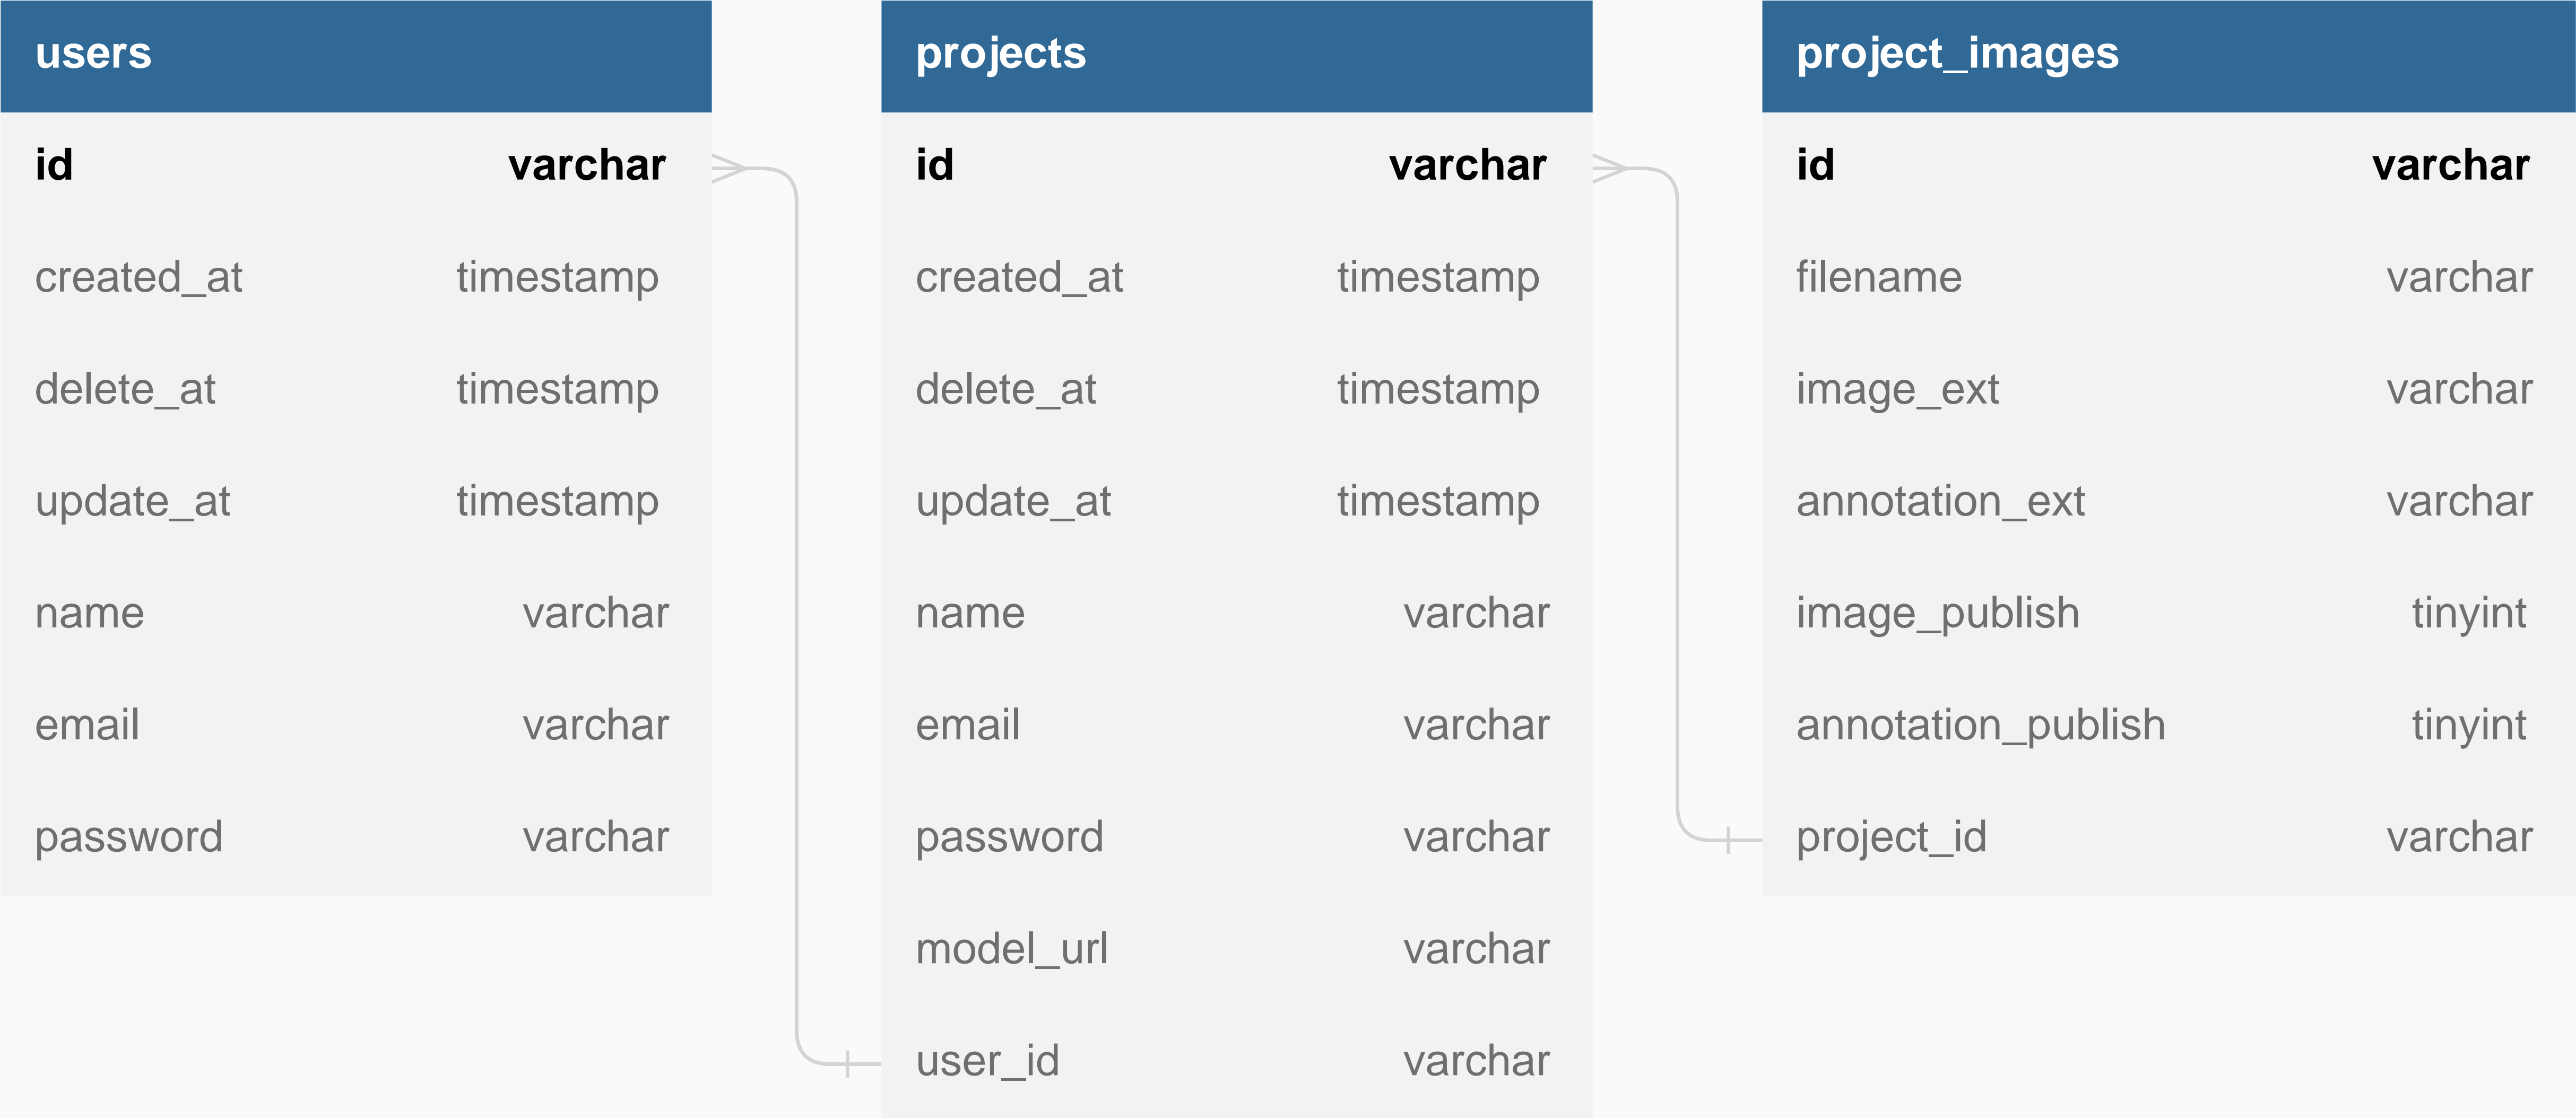 users
id varchar
created_at timestamp
delete_at timestamp
update_at timestamp
name varchar
email varchar
password varchar
projects
id varchar
created_at timestamp
delete_at timestamp
update_at timestamp
name varchar
email varchar
password varchar
model_url varchar
user_id varchar
project_images
id varchar
filename varchar
image_ext varchar
annotation_ext varchar
image_publish tinyint
annotation_publish tinyint
project_id varchar